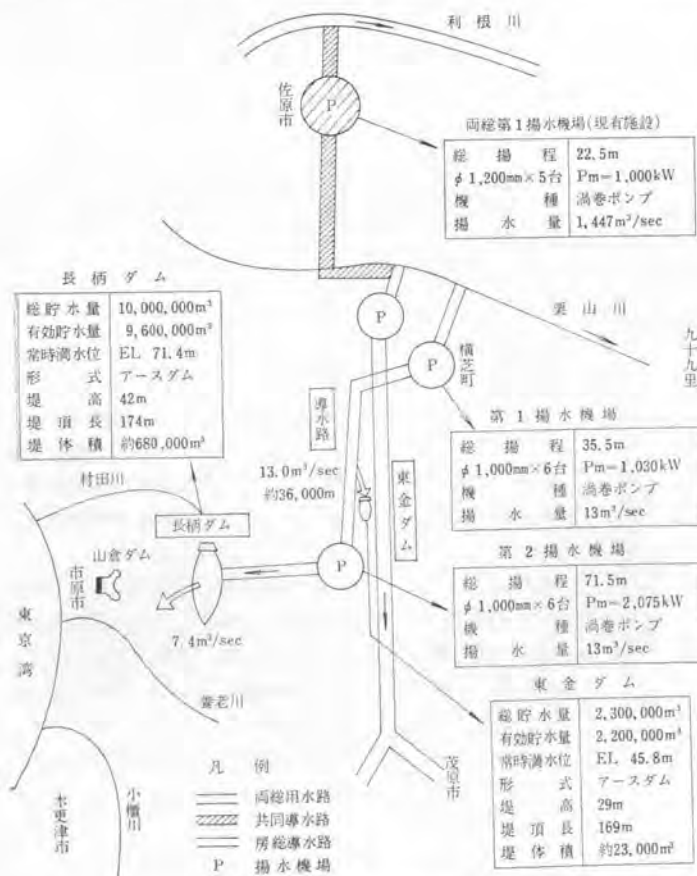 利根川
佐原市
P
両総第1揚水機場(現有施設)
総揚程 22.5m
φ1,200mm×5台 Pm=1,000kW
機種 渦巻ポンプ
揚水量 1,447m³/sec
長柄ダム
総貯水量 10,000,000m³
有効貯水量 9,600,000m³
常時満水位 EL 71.4m
形式 アースダム
堤高 42m
堤頂長 174m
堤体積 約680,000m³
P
栗山川
九十九里
横芝町
P
導水路
第1揚水機場
総揚程 35.5m
φ1,000mm×6台 Pm=1,030kW
機種 渦巻ポンプ
揚水量 13m³/sec
13.0m³/sec
約36,000m
東金ダム
村田川
長柄ダム
山倉ダム
市原市
P
第2揚水機場
総揚程 71.5m
φ1,000mm×6台 Pm=2,075kW
機種 渦巻ポンプ
揚水量 13m³/sec
東京湾
7.4m³/sec
養老川
東金ダム
総貯水量 2,300,000m³
有効貯水量 2,200,000m³
常時満水位 EL 45.8m
形式 アースダム
堤高 29m
堤頂長 169m
堤体積 約23,000m³
茂原市
木更津市
小櫃川
凡例
両総用水路
共同導水路
房総導水路
P 揚水機場